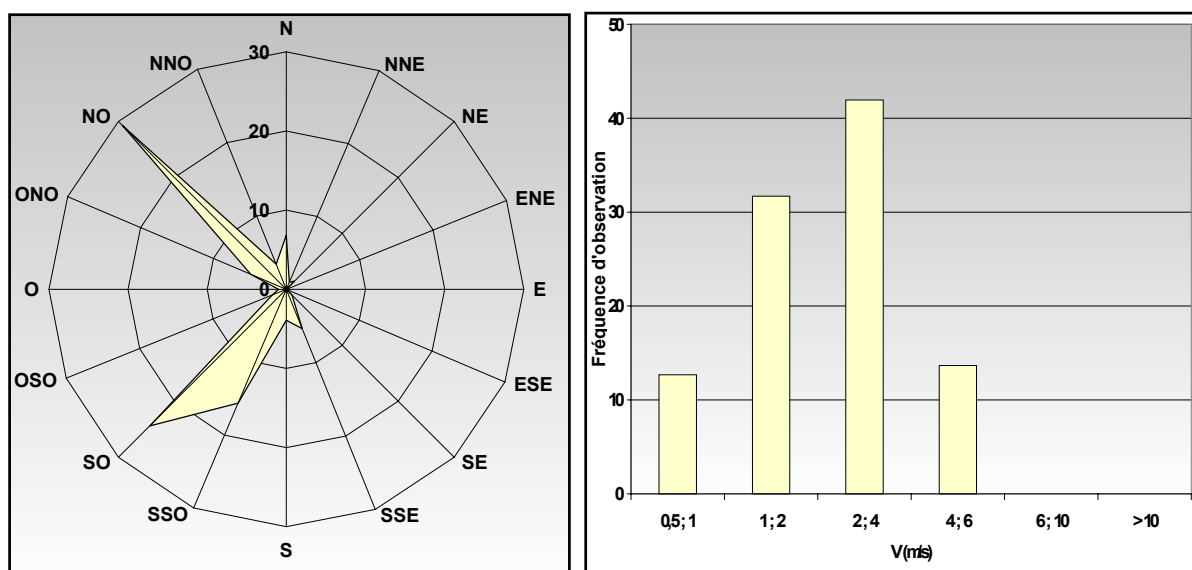 N
30
NNO
NNE
NO
NE
20
ONO
ENE
10
O
0
E
OSO
ESE
SO
SE
SSO
SSE
S
50
40
30
20
10
0
Fréquence d'observation
0,5 ; 1
1 ; 2
2 ; 4
4 ; 6
6 ; 10
>10
V(m/s)